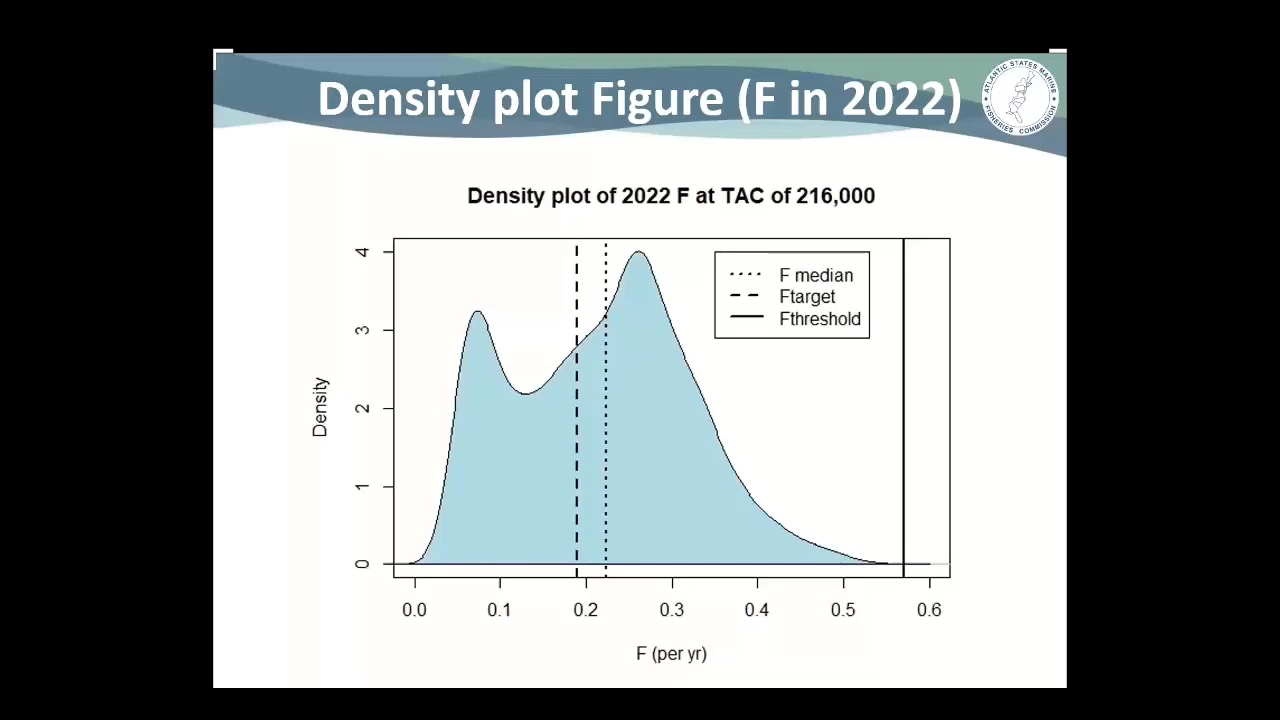 Density plot Figure (F in 2022)
ATLANTIC STATES MARINE
FISHERIES COMMISSION
Density plot of 2022 F at TAC of 216,000
F median
Ftarget
Fthreshold
Density
4
3
2
1
0
0.0 0.1 0.2 0.3 0.4 0.5 0.6
F (per yr)